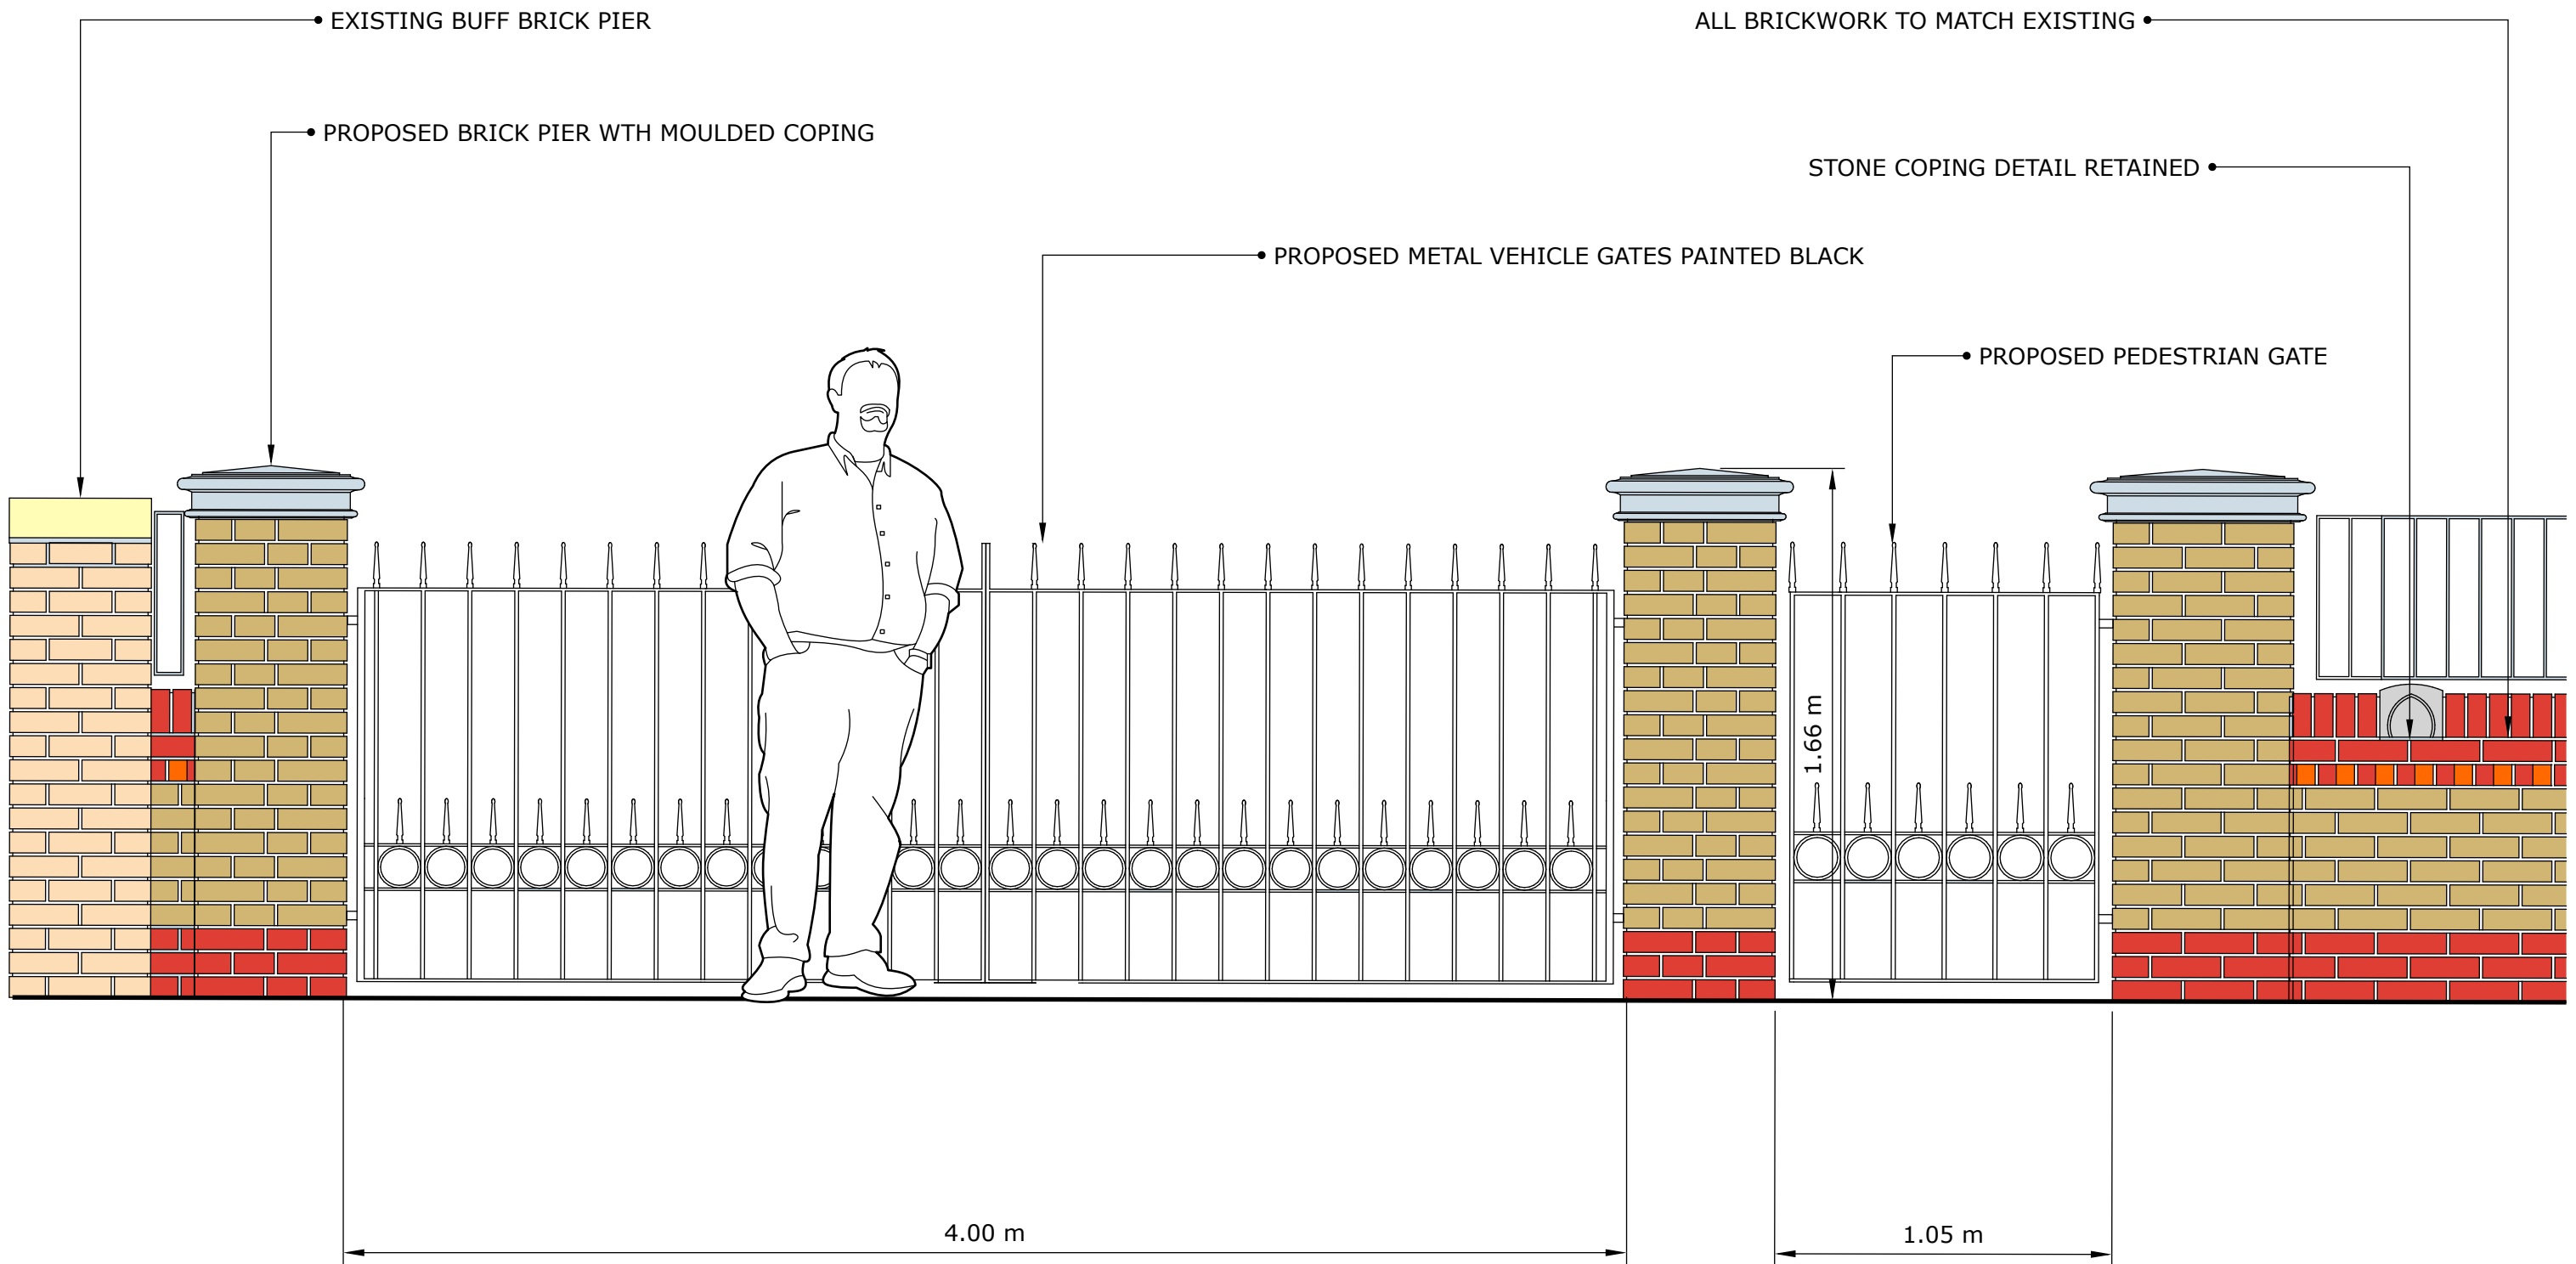 EXISTING BUFF BRICK PIER
ALL BRICKWORK TO MATCH EXISTING
PROPOSED BRICK PIER WTH MOULDED COPING
STONE COPING DETAIL RETAINED
PROPOSED METAL VEHICLE GATES PAINTED BLACK
PROPOSED PEDESTRIAN GATE
1.66 m
4.00 m
1.05 m